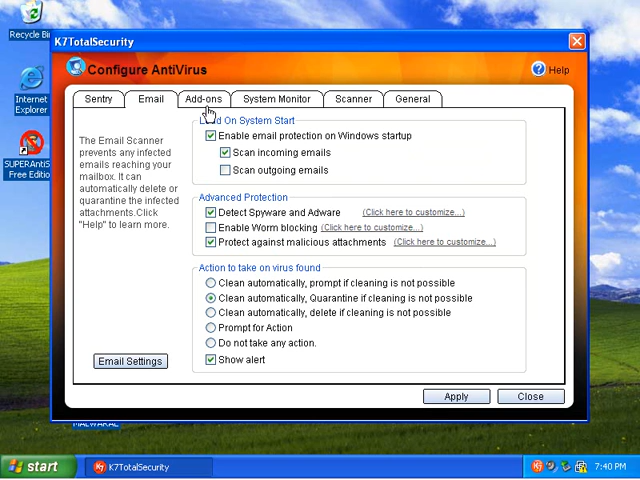 Recycle Bi
K7TotalSecurity
Configure AntiVirus
Help
Sentry
Email
Add-ons
System Monitor
Scanner
General
Internet
Explorer
SUPERAntiS
Free Editio
The Email Scanner
prevents any infected
emails reaching your
mailbox. It can
automatically delete or
quarantine the infected
attachments.Click
"Help" to learn more.
Email Settings
On System Start
Enable email protection on Windows startup
Scan incoming emails
Scan outgoing emails
Advanced Protection
Detect Spyware and Adware (Click here to customize...)
Enable Worm blocking (Click here to customize...)
Protect against malicious attachments (Click here to customize...)
Action to take on virus found
Clean automatically, prompt if cleaning is not possible
Clean automatically, Quarantine if cleaning is not possible
Clean automatically, delete if cleaning is not possible
Prompt for Action
Do not take any action.
Show alert
Apply
Close
start
K7TotalSecurity
7:40 PM